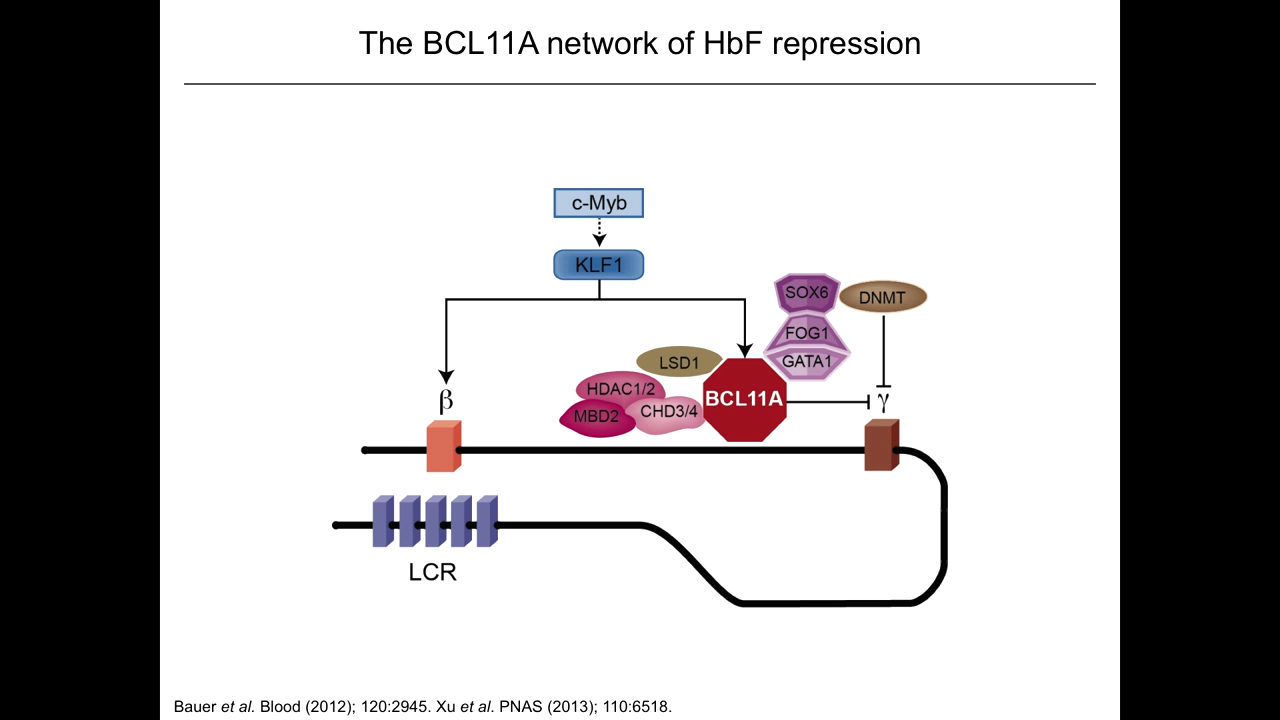 The BCL11A network of HbF repression
c-Myb
KLF1
SOX6
DNMT
FOG1
GATA1
LSD1
HDAC1/2
MBD2
CHD3/4
BCL11A
β
γ
LCR
Bauer et al. Blood (2012); 120:2945. Xu et al. PNAS (2013); 110:6518.